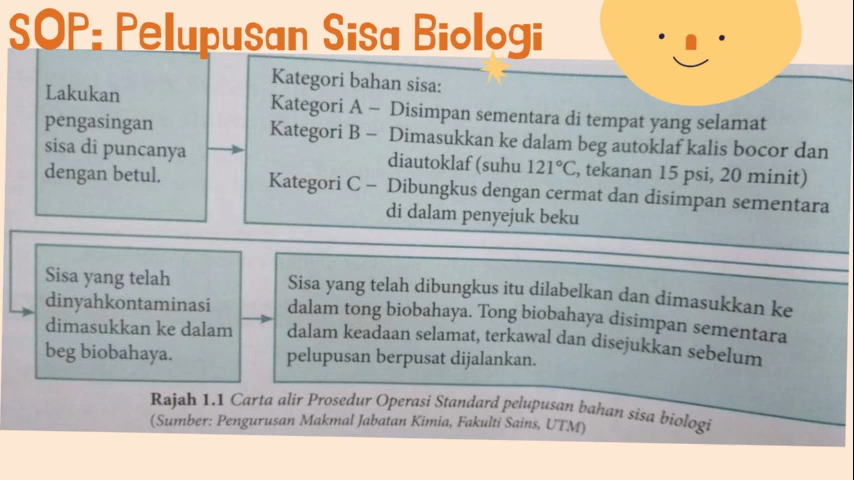 SOP: Pelupusan Sisa Biologi
Lakukan
pengasingan
sisa di puncanya
dengan betul.
Kategori bahan sisa:
Kategori A – Disimpan sementara di tempat yang selamat
Kategori B – Dimasukkan ke dalam beg autoklaf kalis bocor dan
diautoklaf (suhu 121°C, tekanan 15 psi, 20 minit)
Kategori C – Dibungkus dengan cermat dan disimpan sementara
di dalam penyejuk beku
Sisa yang telah
dinyahkontaminasi
dimasukkan ke dalam
beg biobahaya.
Sisa yang telah dibungkus itu dilabelkan dan dimasukkan ke
dalam tong biobahaya. Tong biobahaya disimpan sementara
dalam keadaan selamat, terkawal dan disejukkan sebelum
pelupusan berpusat dijalankan.
Rajah 1.1 Carta alir Prosedur Operasi Standard pelupusan bahan sisa biologi
(Sumber: Pengurusan Makmal Jabatan Kimia, Fakulti Sains, UTM)